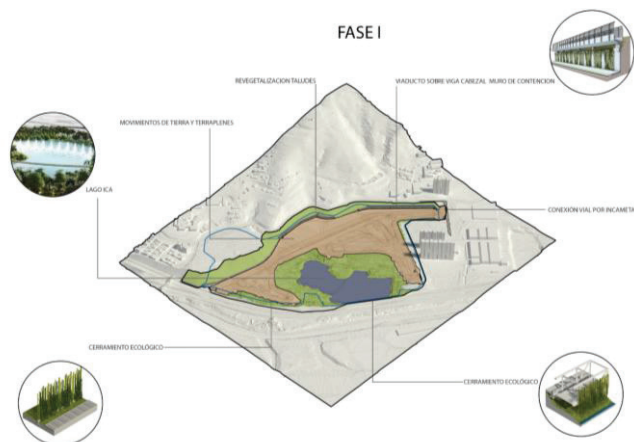 FASE I
REVEGETALIZACION TALUDES
VIADUCTO SOBRE VIGA CABEZAL MURO DE CONTENCION
MOVIMIENTOS DE TIERRA Y TERRAPLENES
LAGO ICA
CONEXIÓN VIAL POR INCAMETA
CERRAMIENTO ECOLÓGICO
CERRAMIENTO ECOLÓGICO